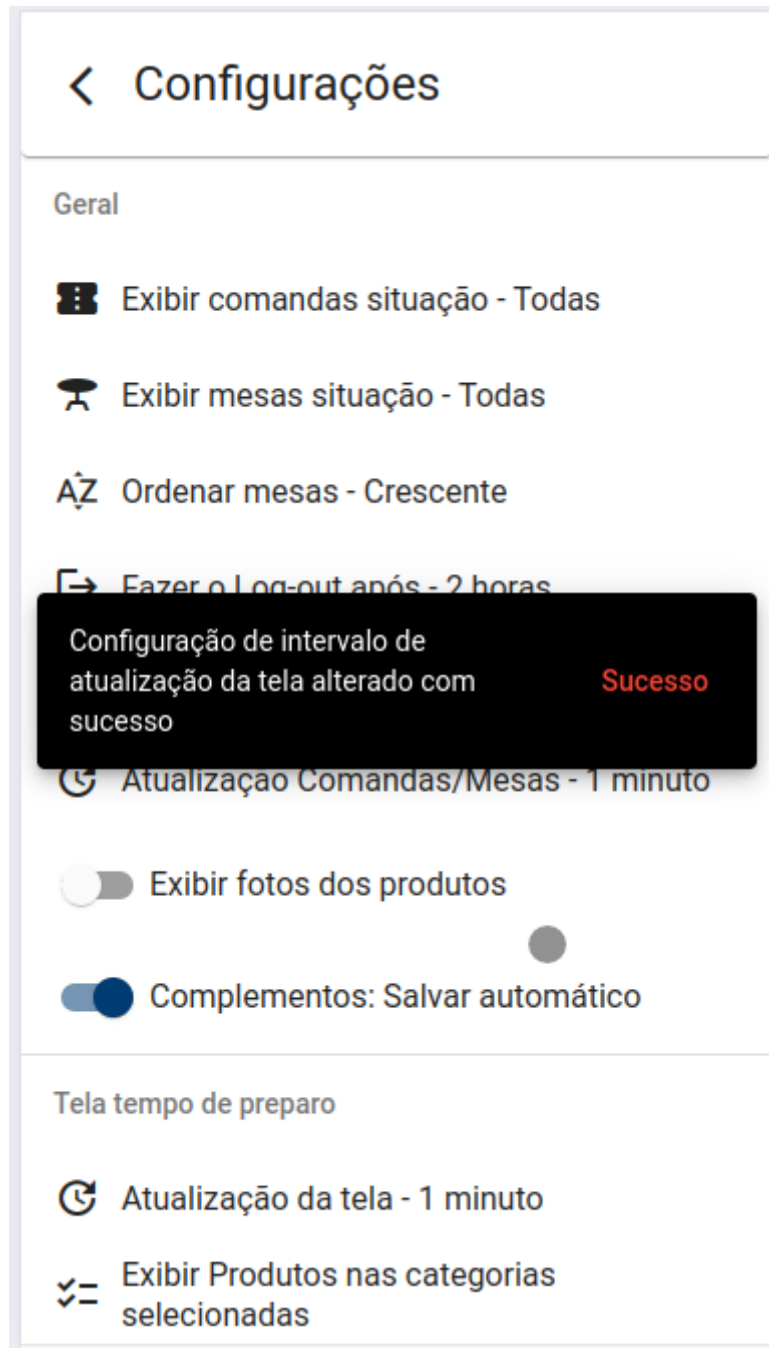 Configurações
Geral
Exibir comandas situação - Todas
Exibir mesas situação - Todas
AZ Ordenar mesas - Crescente
Fazer o Log-out após - 2 horas
Configuração de intervalo de
atualização da tela alterado com
sucesso
Sucesso
Atualização Comandas/Mesas - 1 minuto
Exibir fotos dos produtos
Complementos: Salvar automático
Tela tempo de preparo
Atualização da tela - 1 minuto
Exibir Produtos nas categorias
selecionadas